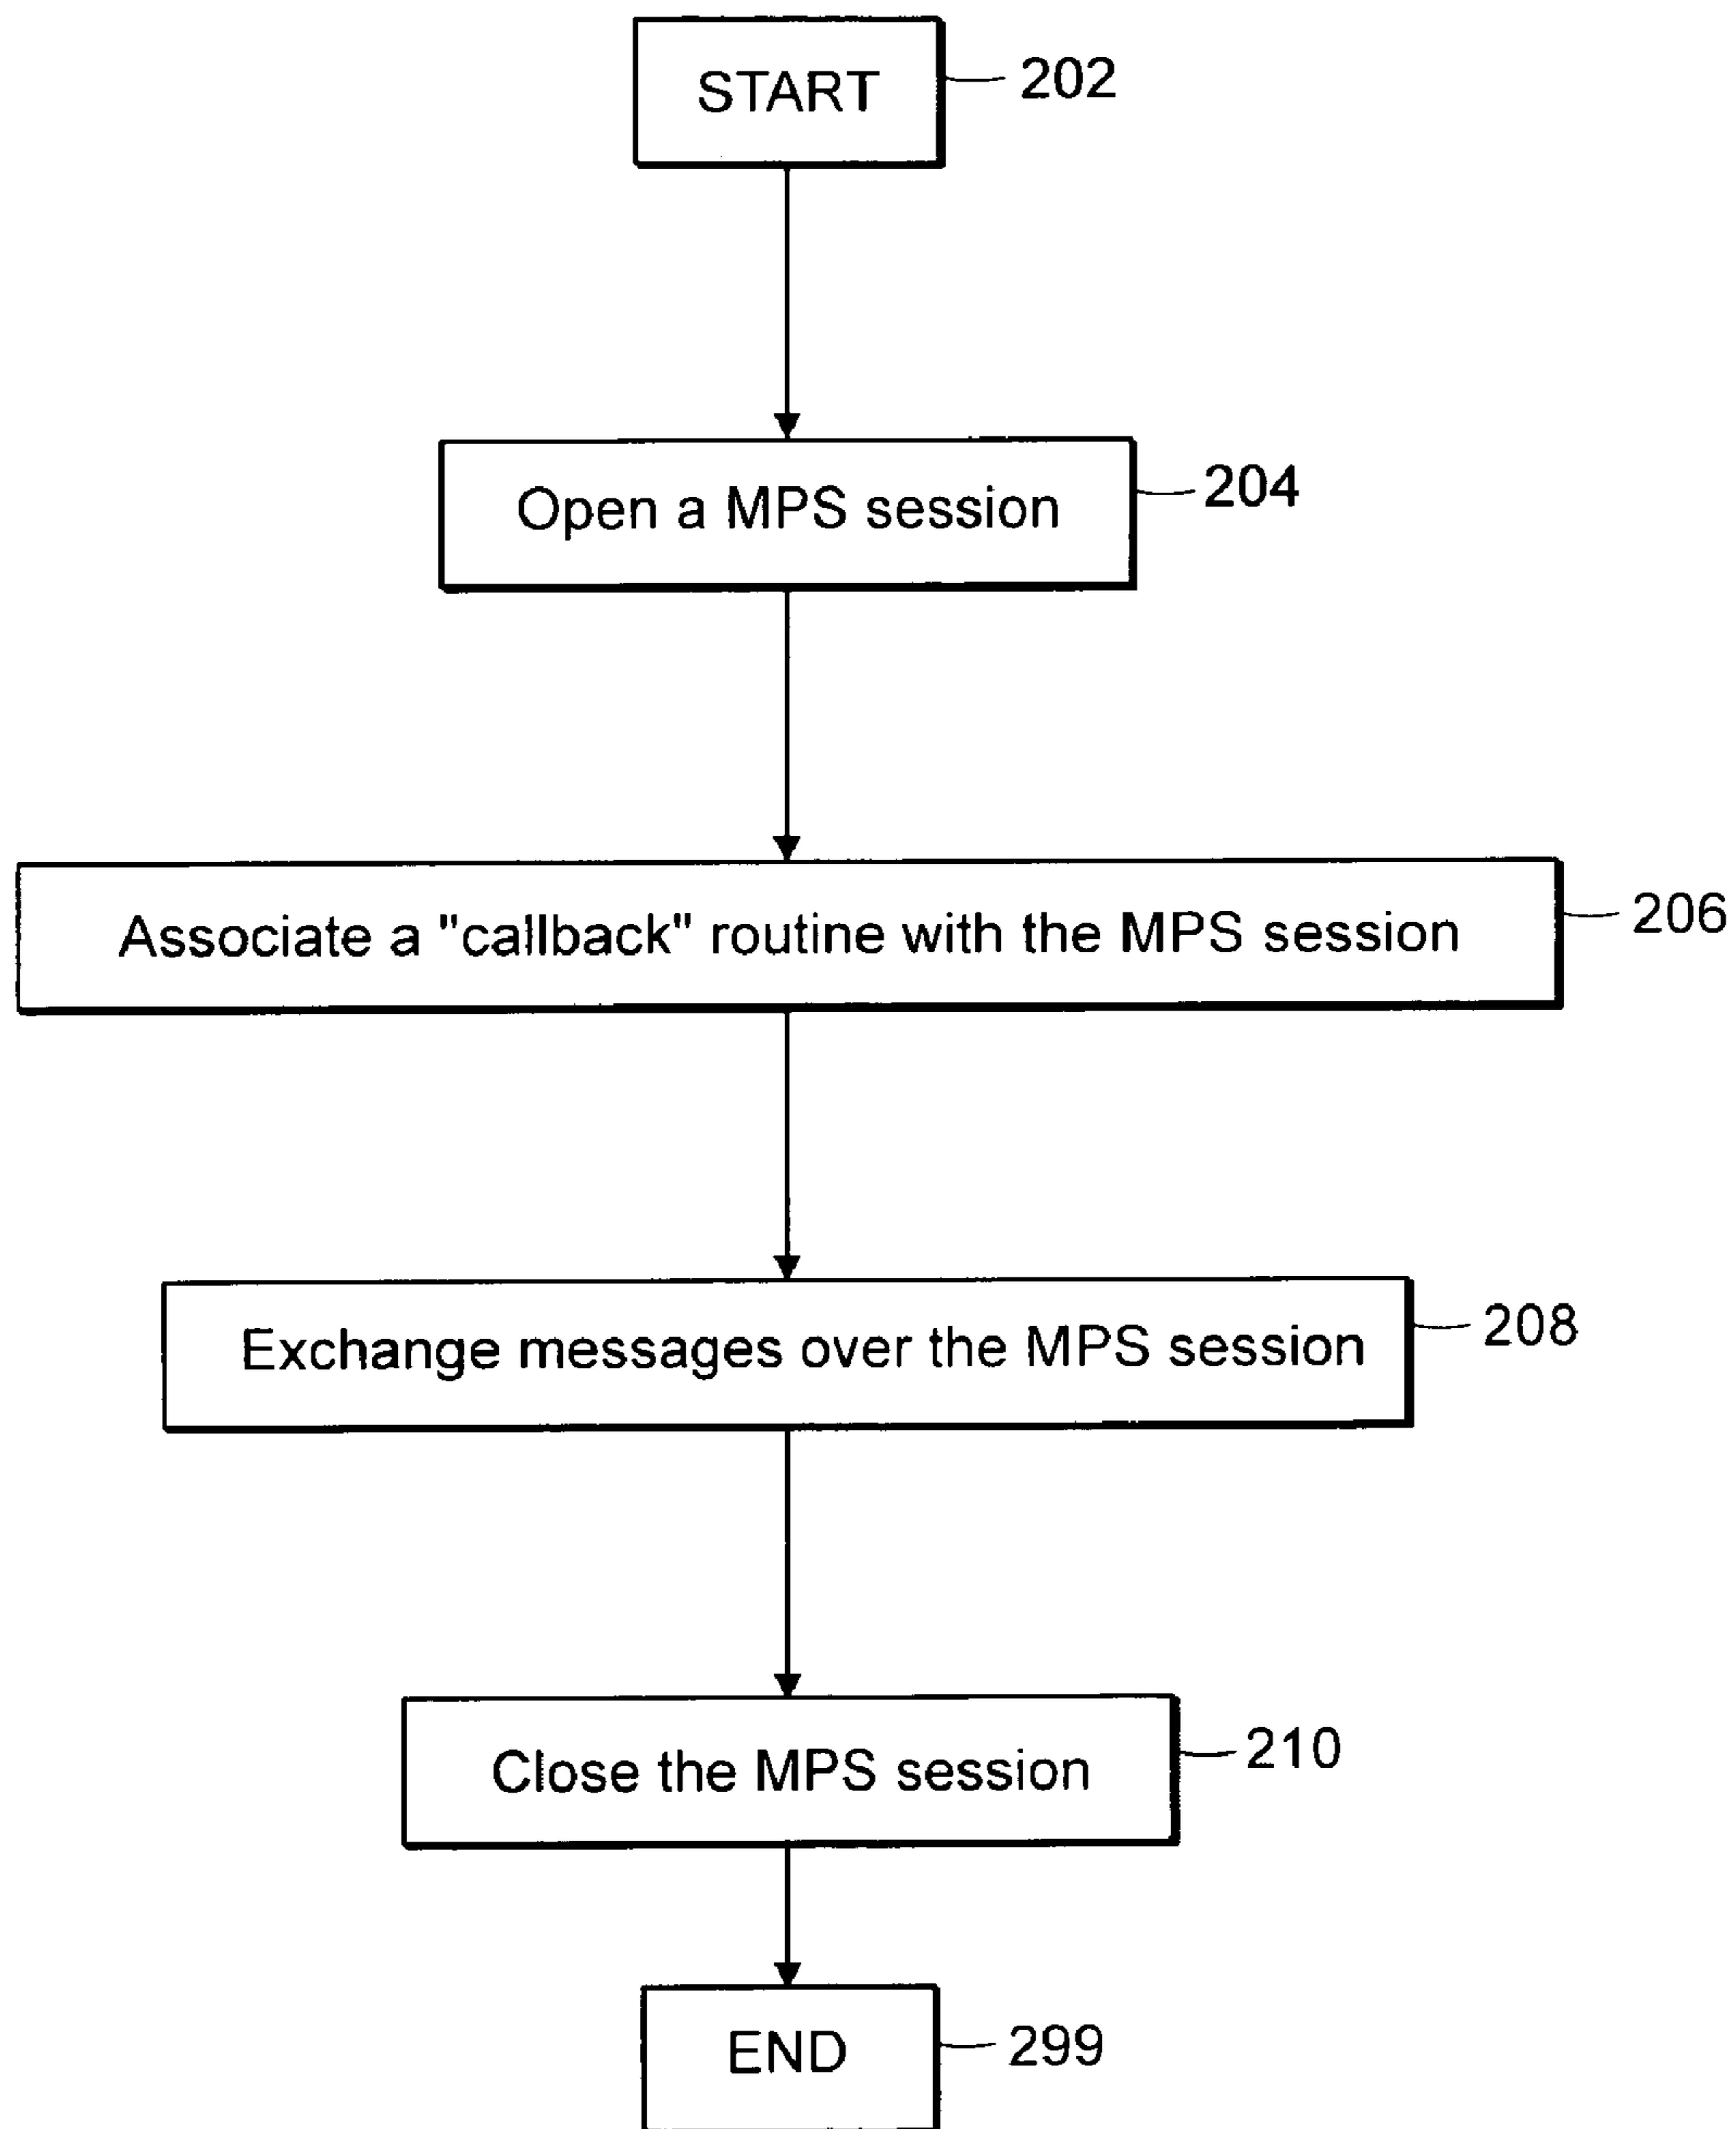 START
202
Open a MPS session
204
Associate a "callback" routine with the MPS session
206
Exchange messages over the MPS session
208
Close the MPS session
210
END
299